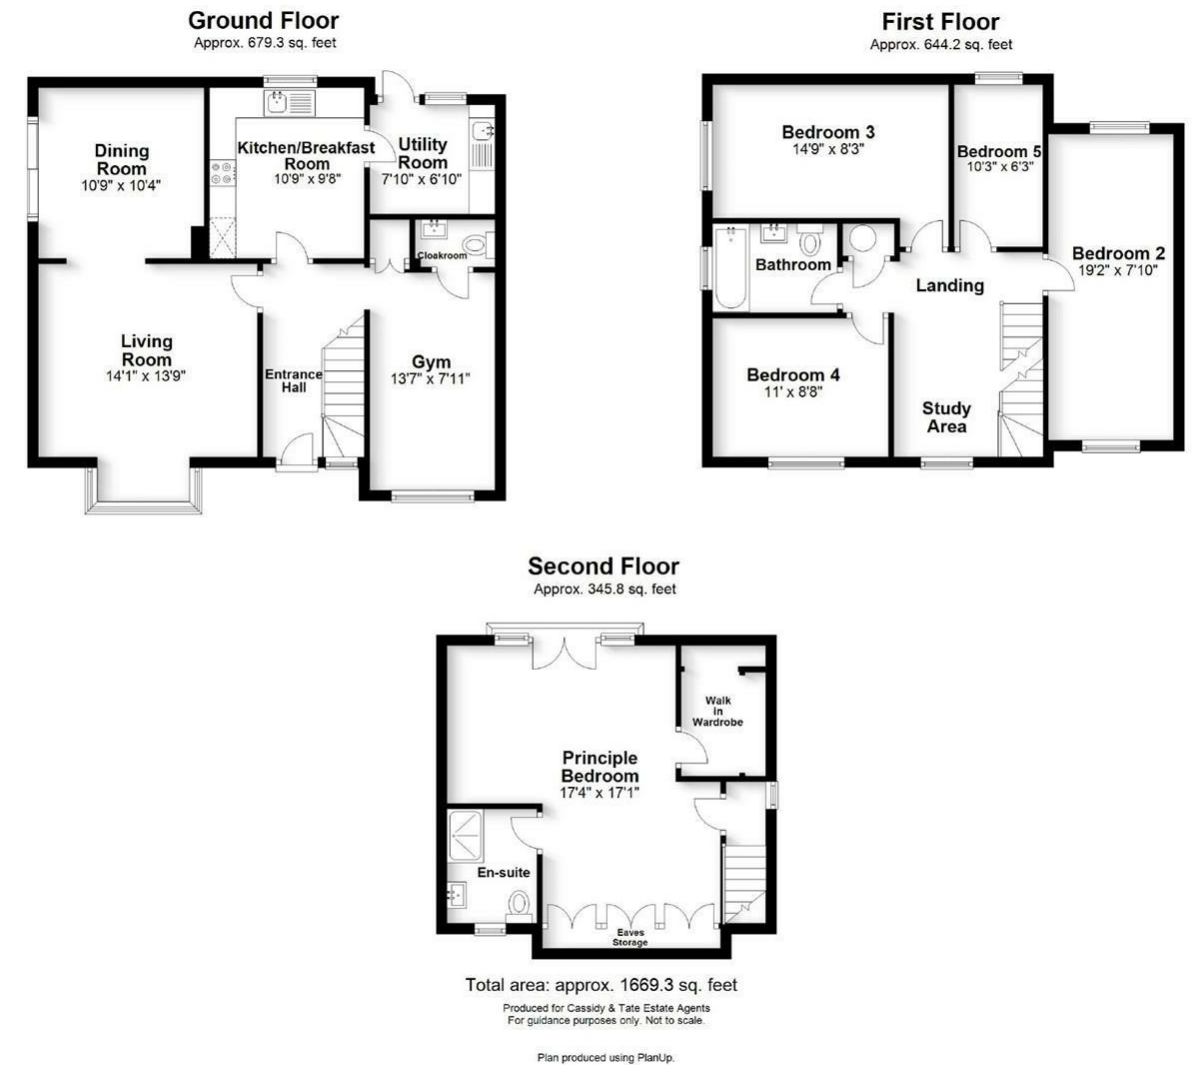 Ground Floor
Approx. 679.3 sq. feet
Dining
Room
10'9" x 10'4"
Kitchen/Breakfast
Room
10'9" x 9'8"
Utility
Room
7'10" x 6'10"
Cloakroom
Living
Room
14'1" x 13'9"
Entrance
Hall
Gym
13'7" x 7'11"
First Floor
Approx. 644.2 sq. feet
Bedroom 3
14'9" x 8'3"
Bedroom 5
10'3" x 6'3"
Bedroom 2
19'2" x 7'10"
Bathroom
Landing
Bedroom 4
11' x 8'8"
Study
Area
Second Floor
Approx. 345.8 sq. feet
Walk
in
Wardrobe
Principle
Bedroom
17'4" x 17'1"
En-suite
Eaves
Storage
Total area: approx. 1669.3 sq. feet
Produced for Cassidy & Tate Estate Agents
For guidance purposes only. Not to scale.
Plan produced using PlanUp.